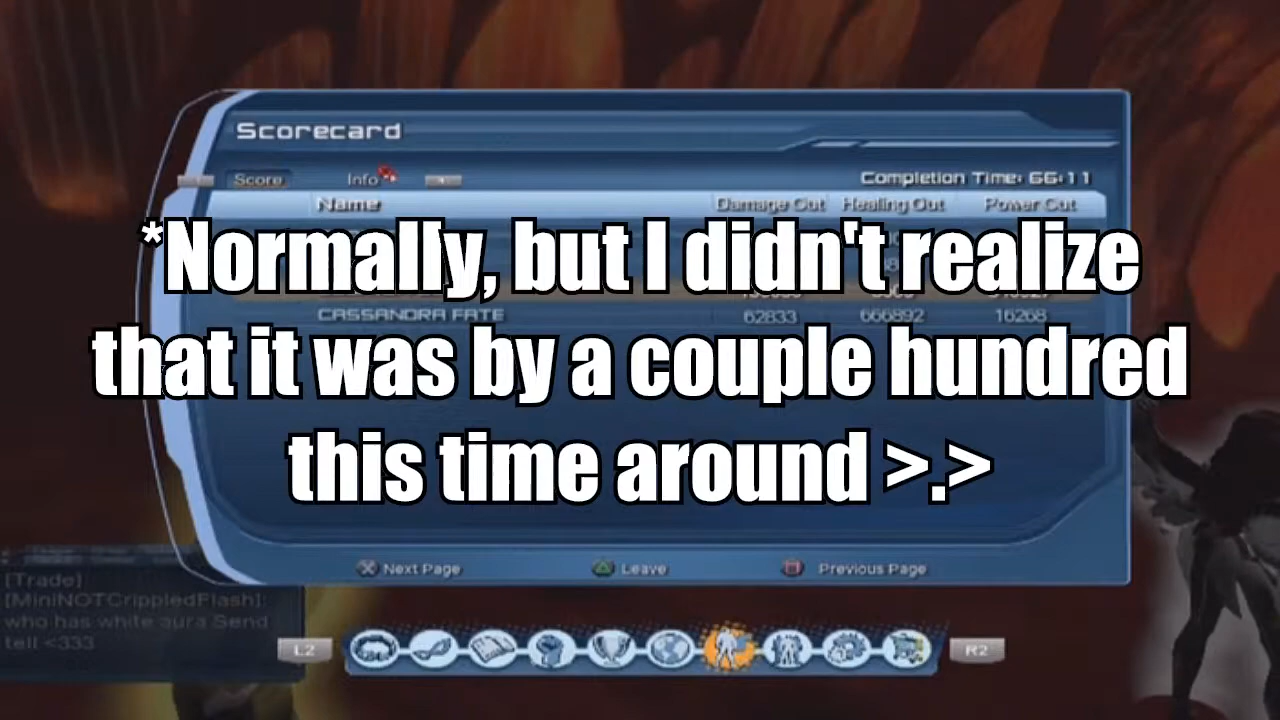 Scorecard
Score Info Completion Time: 66:11
Name Damage Out Healing Out Power Out
*Normally, but I didn't realize
CASSANDRA FATE 62833 666892 16268
that it was by a couple hundred
this time around >.>
Next Page Leave Previous Page
[Trade]
[MiniNOTCrippledFlash]:
who has white aura Send
tell <333
L2 R2